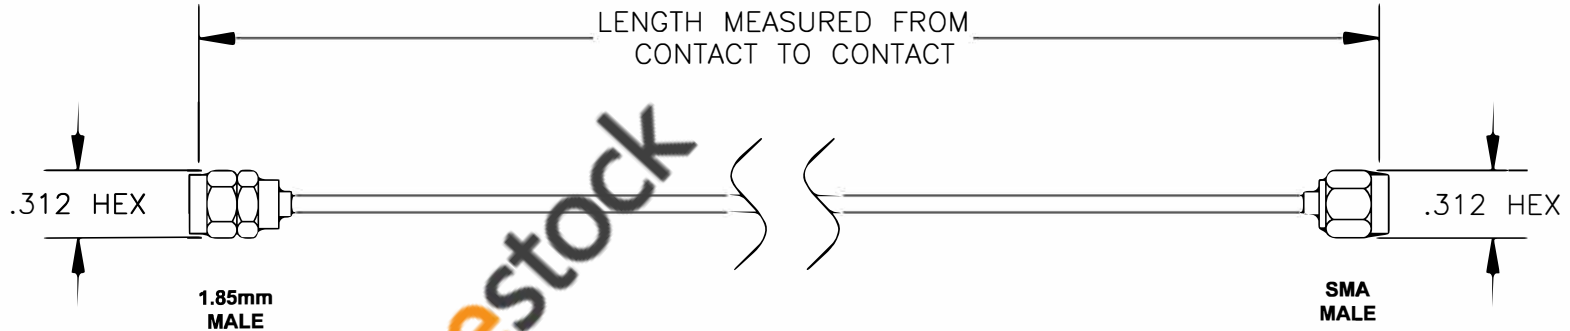 LENGTH MEASURED FROM
CONTACT TO CONTACT
.312 HEX
.312 HEX
1.85mm
MALE
SMA
MALE
estock